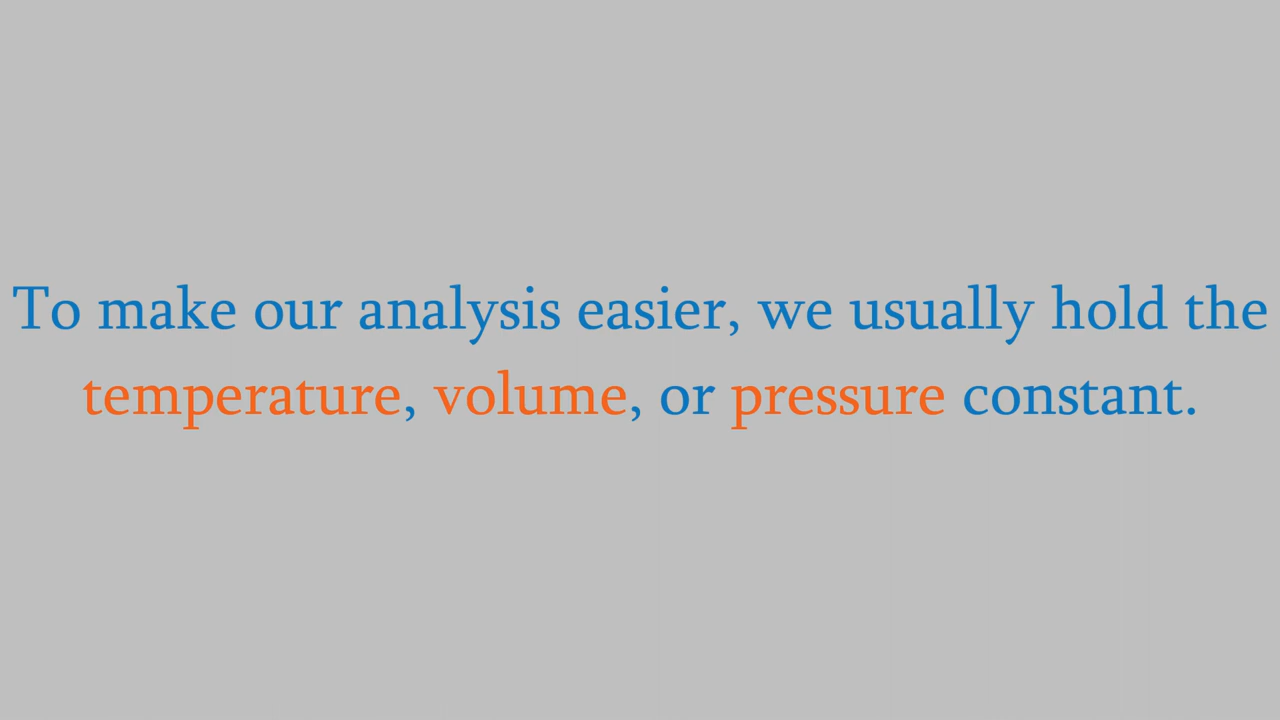 To make our analysis easier, we usually hold the
temperature, volume, or pressure constant.